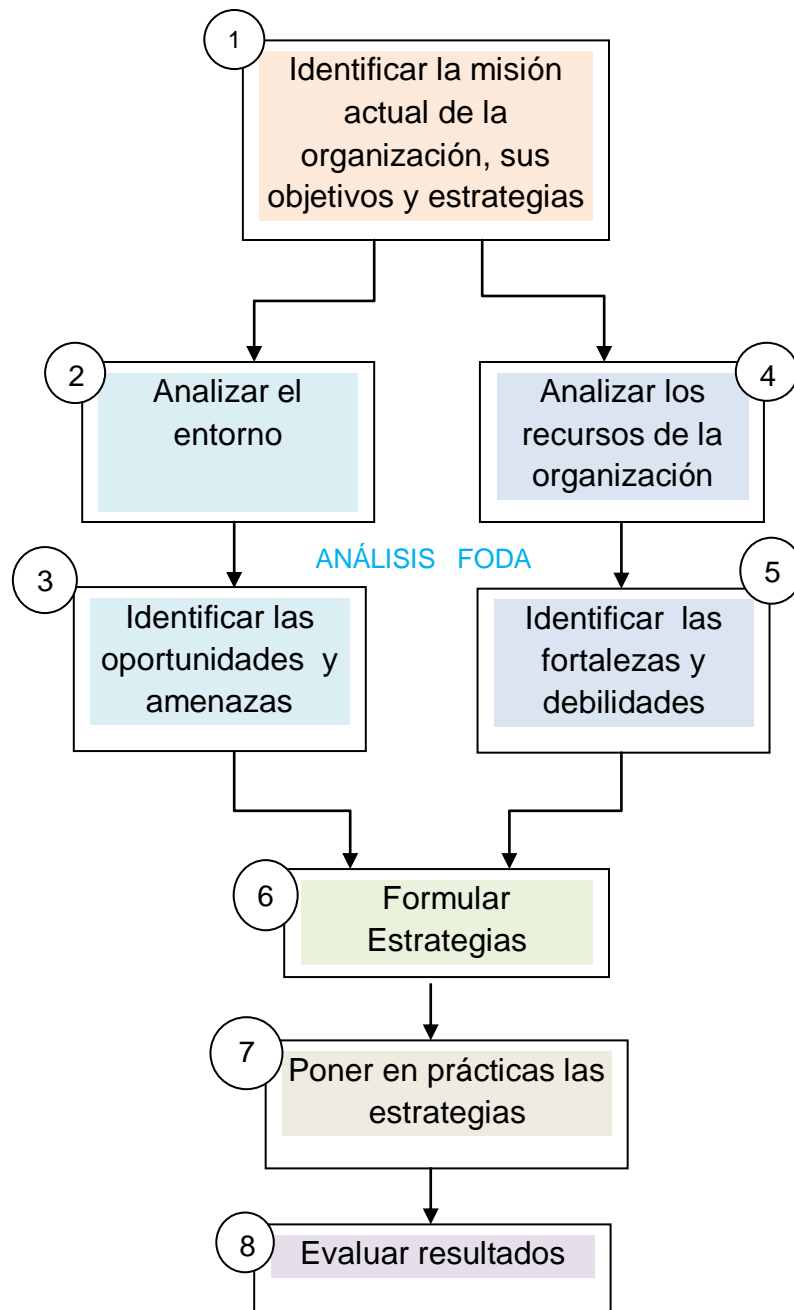 1
Identificar la misión
actual de la
organización, sus
objetivos y estrategias
2
Analizar el
entorno
4
Analizar los
recursos de la
organización
ANÁLISIS FODA
3
Identificar las
oportunidades y
amenazas
5
Identificar las
fortalezas y
debilidades
6
Formular
Estrategias
7
Poner en prácticas las
estrategias
8
Evaluar resultados